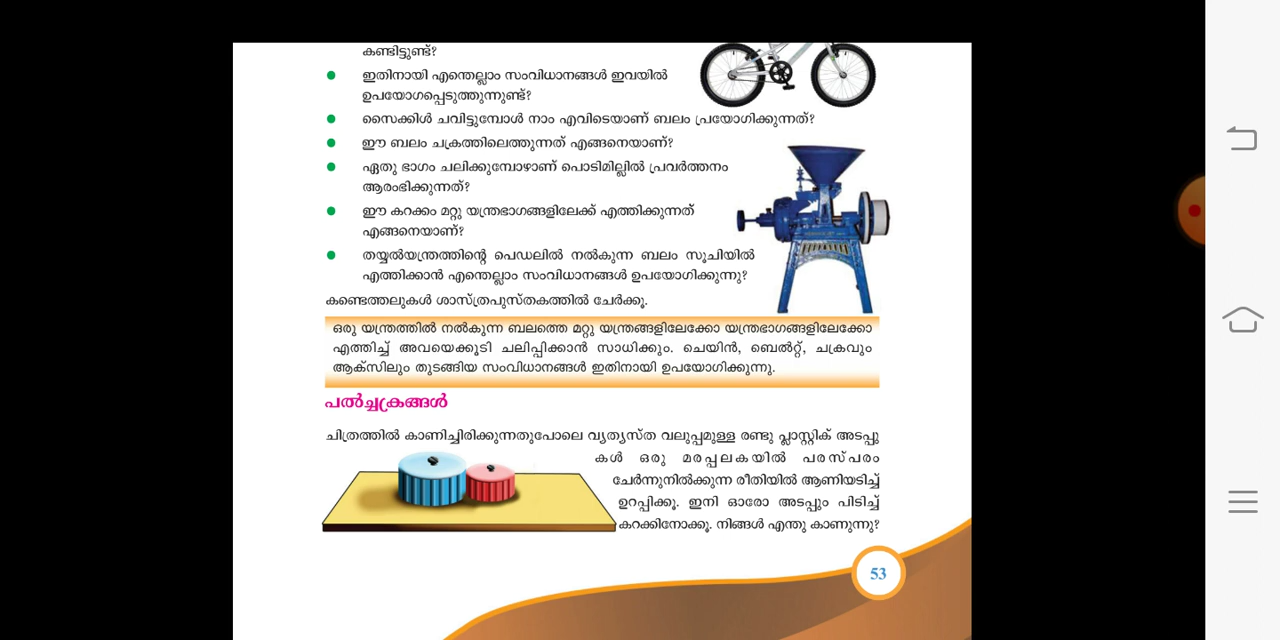 കണ്ടിട്ടുണ്ട്?
ഇതിനായി എന്തെല്ലാം സംവിധാനങ്ങൾ ഇവയിൽ
ഉപയോഗപ്പെടുത്തുന്നുണ്ട്?
സൈക്കിൾ ചവിട്ടുമ്പോൾ നാം എവിടെയാണ് ബലം പ്രയോഗിക്കുന്നത്?
ഈ ബലം ചക്രത്തിലെത്തുന്നത് എങ്ങനെയാണ്?
ഏതു ഭാഗം ചലിക്കുമ്പോഴാണ് പൊടിമില്ലിൽ പ്രവർത്തനം
ആരംഭിക്കുന്നത്?
ഈ കറക്കം മറ്റു യന്ത്രഭാഗങ്ങളിലേക്ക് എത്തിക്കുന്നത്
എങ്ങനെയാണ്?
തയ്യൽയന്ത്രത്തിന്റെ പെഡലിൽ നൽകുന്ന ബലം സൂചിയിൽ
എത്തിക്കാൻ എന്തെല്ലാം സംവിധാനങ്ങൾ ഉപയോഗിക്കുന്നു?
കണ്ടെത്തലുകൾ ശാസ്ത്രപുസ്തകത്തിൽ ചേർക്കൂ.
ഒരു യന്ത്രത്തിൽ നൽകുന്ന ബലത്തെ മറ്റു യന്ത്രങ്ങളിലേക്കോ യന്ത്രഭാഗങ്ങളിലേക്കോ
എത്തിച്ച് അവയെക്കൂടി ചലിപ്പിക്കാൻ സാധിക്കും. ചെയിൻ, ബെൽറ്റ്, ചക്രവും
ആക്സിലും തുടങ്ങിയ സംവിധാനങ്ങൾ ഇതിനായി ഉപയോഗിക്കുന്നു.
പൽച്ചക്രങ്ങൾ
ചിത്രത്തിൽ കാണിച്ചിരിക്കുന്നതുപോലെ വ്യത്യസ്ത വലുപ്പമുള്ള രണ്ടു പ്ലാസ്റ്റിക് അടപ്പു
കൾ ഒരു മരപ്പലകയിൽ പരസ്പരം
ചേർന്നുനിൽക്കുന്ന രീതിയിൽ ആണിയടിച്ച്
ഉറപ്പിക്കൂ. ഇനി ഓരോ അടപ്പും പിടിച്ച്
കറക്കിനോക്കൂ. നിങ്ങൾ എന്തു കാണുന്നു?
53